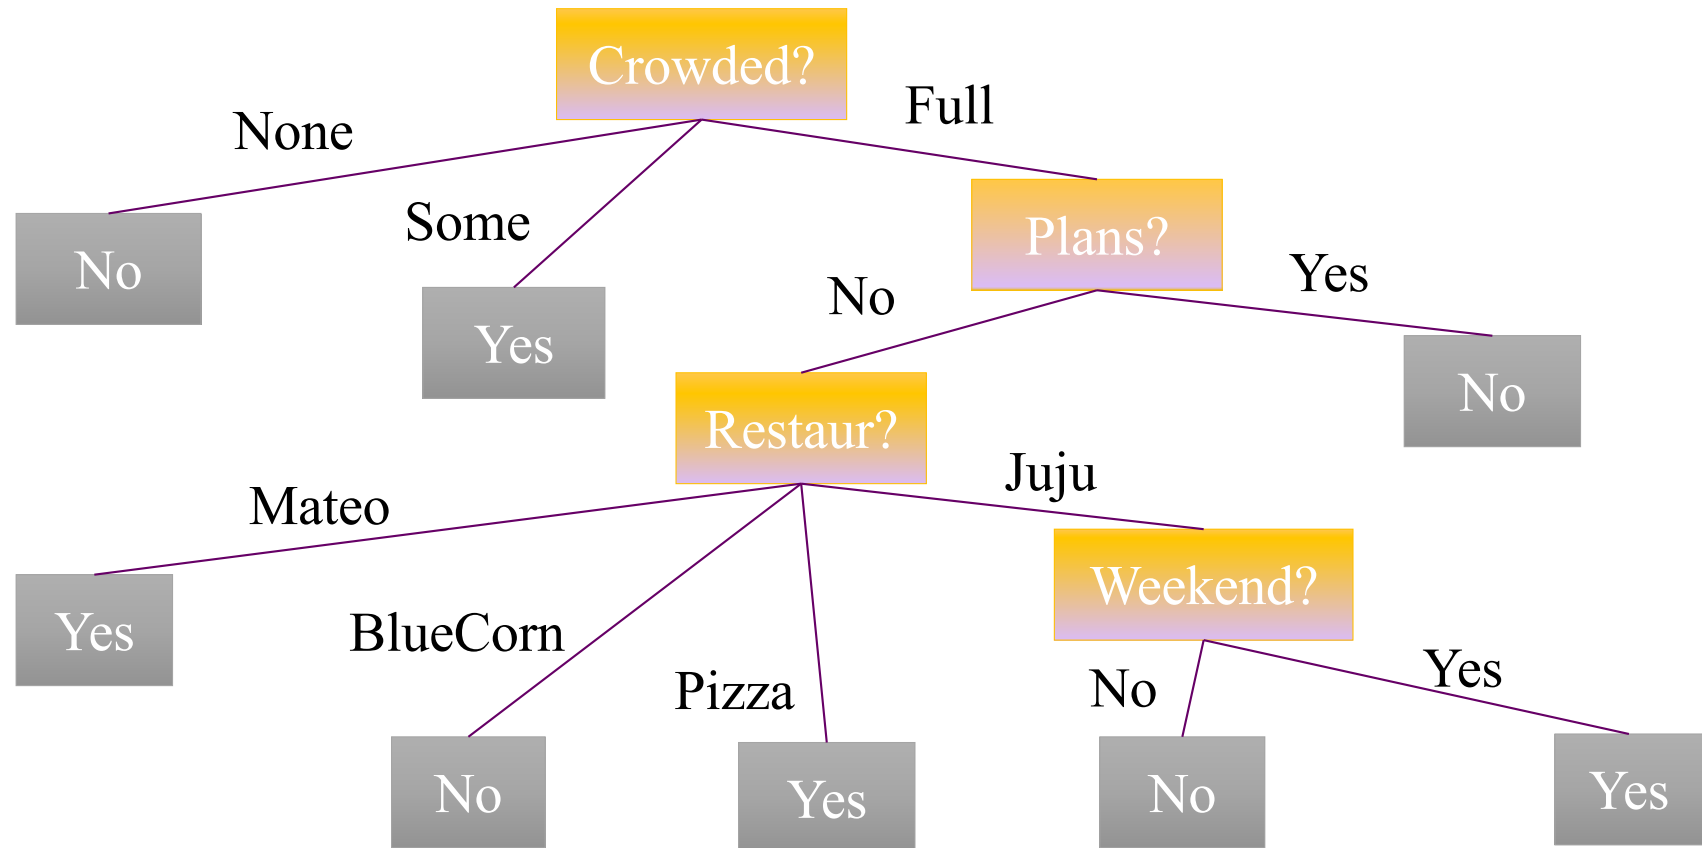 Crowded?
None
Full
Some
No
Plans?
Yes
No
Yes
Restaur?
No
Mateo
Juju
Yes
BlueCorn
Weekend?
Pizza
No
Yes
No
Yes
No
Yes